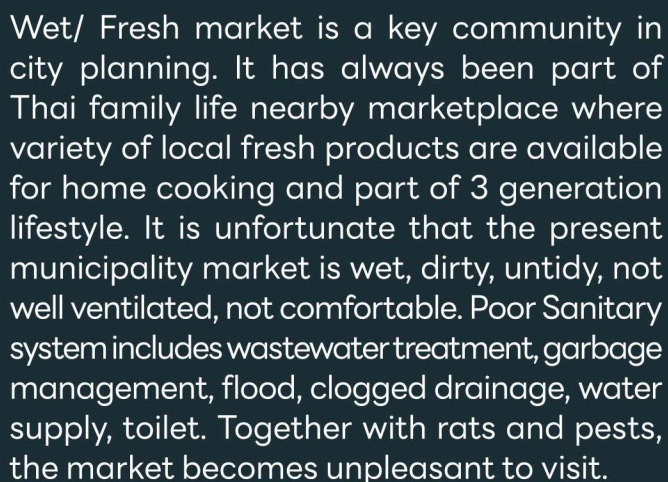 Wet/ Fresh market is a key community in
city planning. It has always been part of
Thai family life nearby marketplace where
variety of local fresh products are available
for home cooking and part of 3 generation
lifestyle. It is unfortunate that the present
municipality market is wet, dirty, untidy, not
well ventilated, not comfortable. Poor Sanitary
system includes wastewater treatment, garbage
management, flood, clogged drainage, water
supply, toilet. Together with rats and pests,
the market becomes unpleasant to visit.